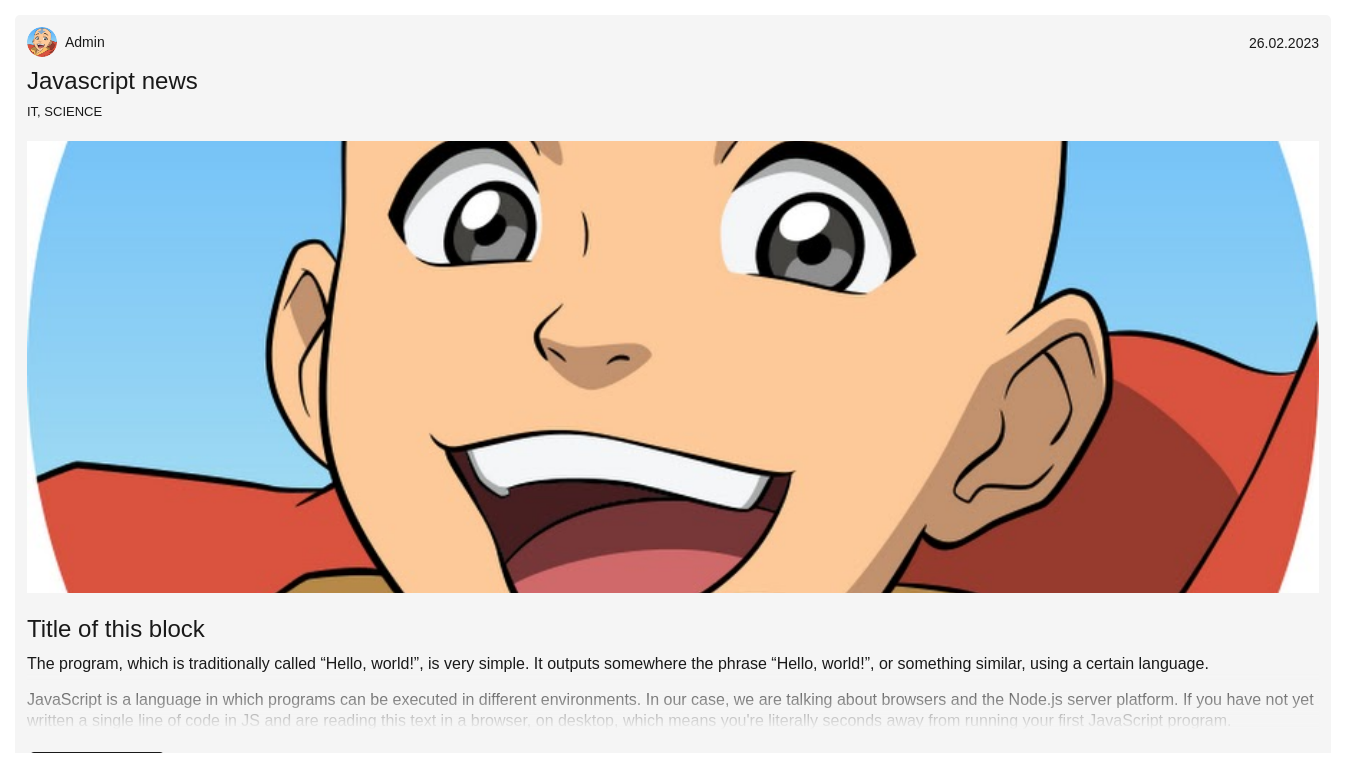 Admin
26.02.2023
Javascript news
IT, SCIENCE
Title of this block
The program, which is traditionally called “Hello, world!”, is very simple. It outputs somewhere the phrase “Hello, world!”, or something similar, using a certain language.
JavaScript is a language in which programs can be executed in different environments. In our case, we are talking about browsers and the Node.js server platform. If you have not yet
written a single line of code in JS and are reading this text in a browser, on desktop, which means you're literally seconds away from running your first JavaScript program.